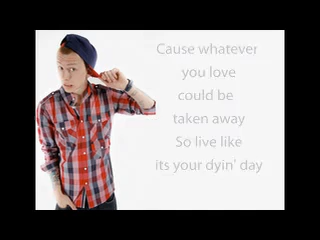 Cause whatever
you love
could be
taken away
So live like
its your dyin' day